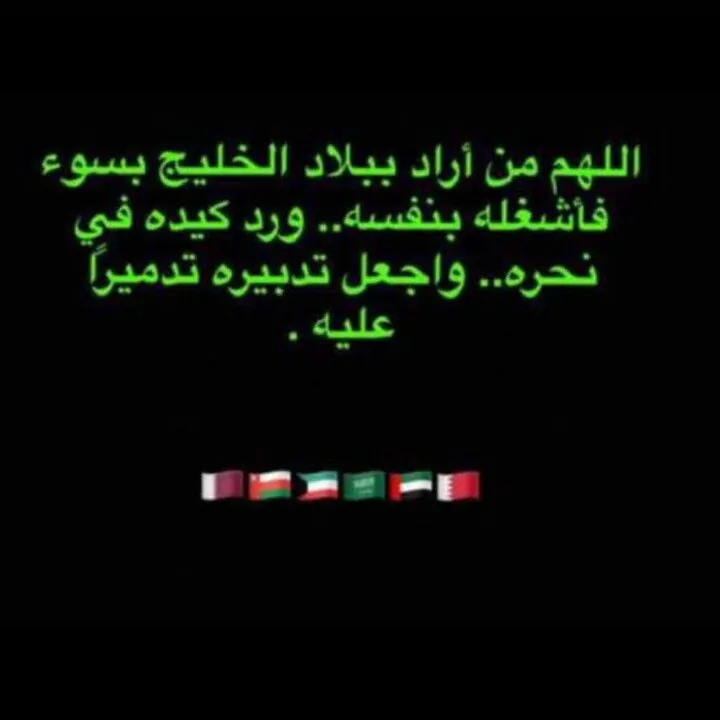 اللهم من أراد ببلاد الخليج بسوء
فأشغله بنفسه.. ورد كيده في
نحره.. واجعل تدبيره تدميراً
عليه .